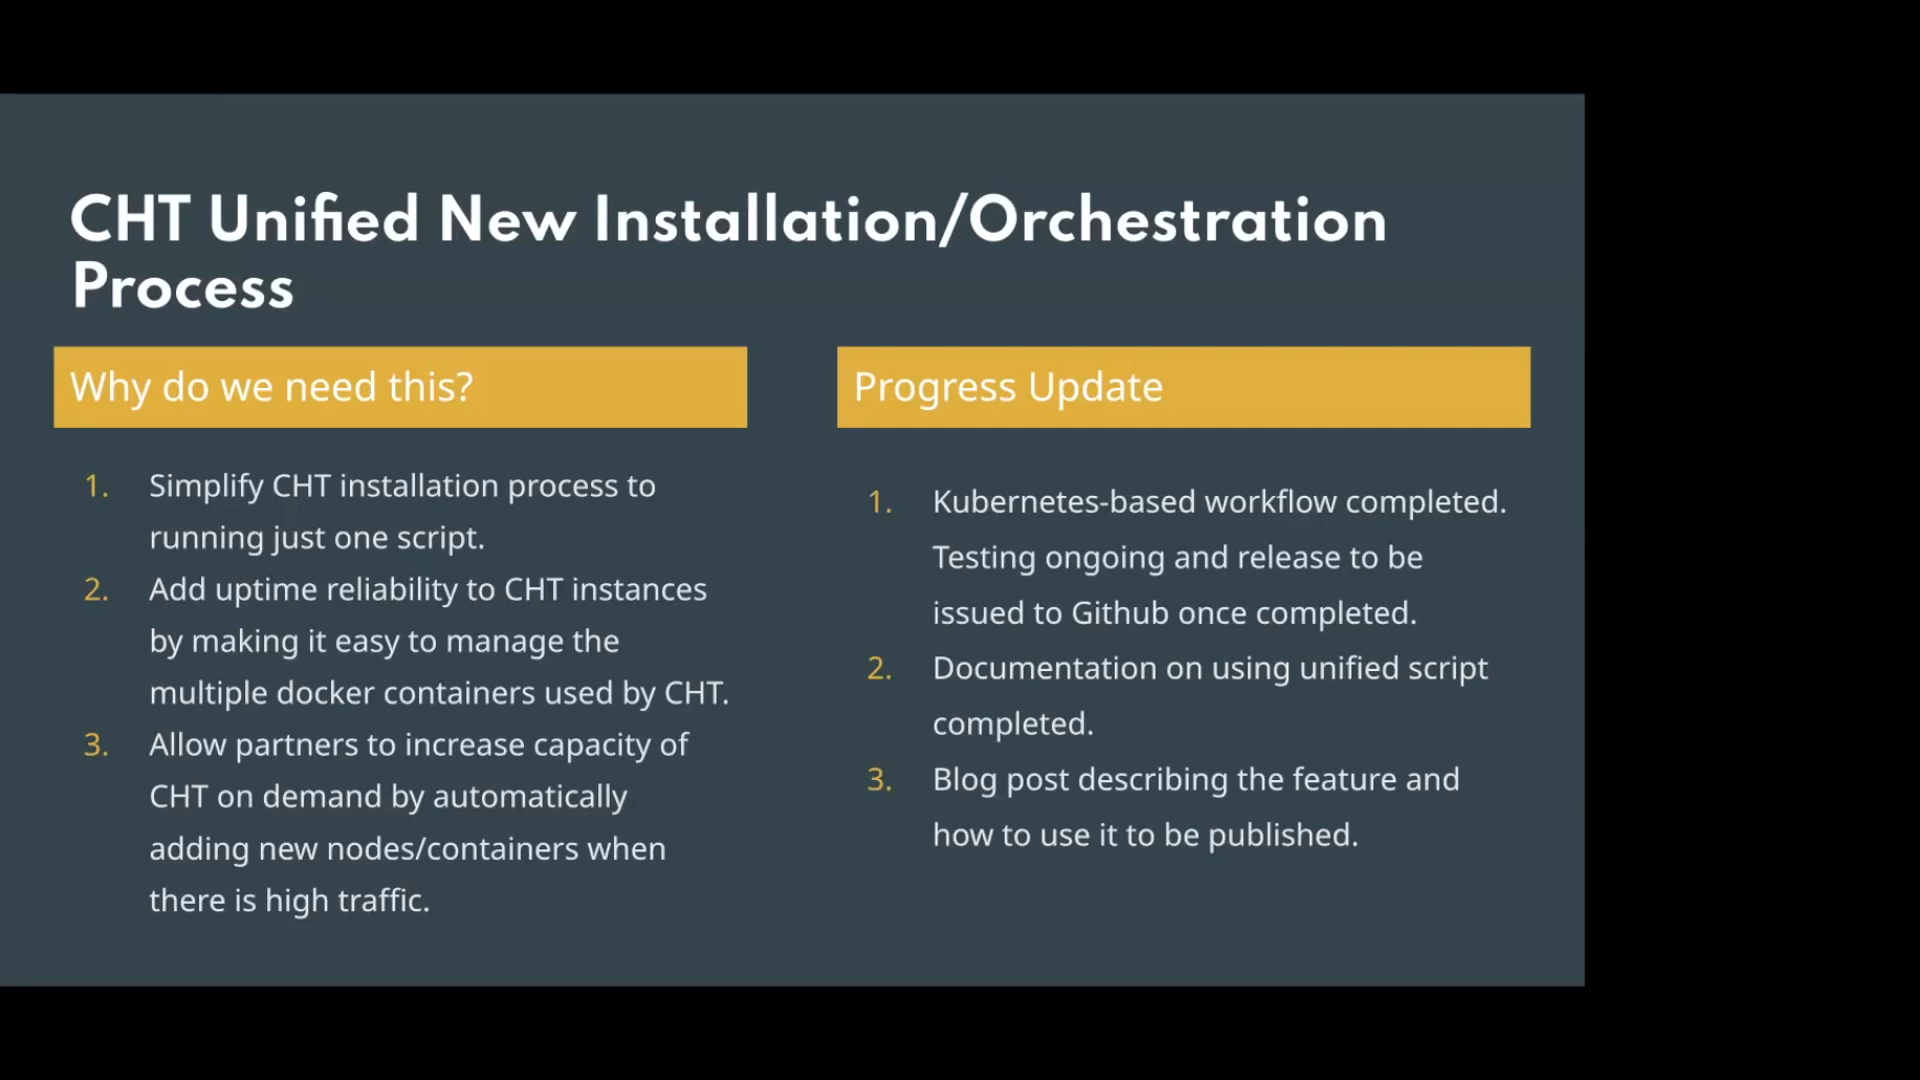 CHT Unified New Installation/Orchestration
Process
Why do we need this?
1. Simplify CHT installation process to
running just one script.
2. Add uptime reliability to CHT instances
by making it easy to manage the
multiple docker containers used by CHT.
3. Allow partners to increase capacity of
CHT on demand by automatically
adding new nodes/containers when
there is high traffic.
Progress Update
1. Kubernetes-based workflow completed.
Testing ongoing and release to be
issued to Github once completed.
2. Documentation on using unified script
completed.
3. Blog post describing the feature and
how to use it to be published.